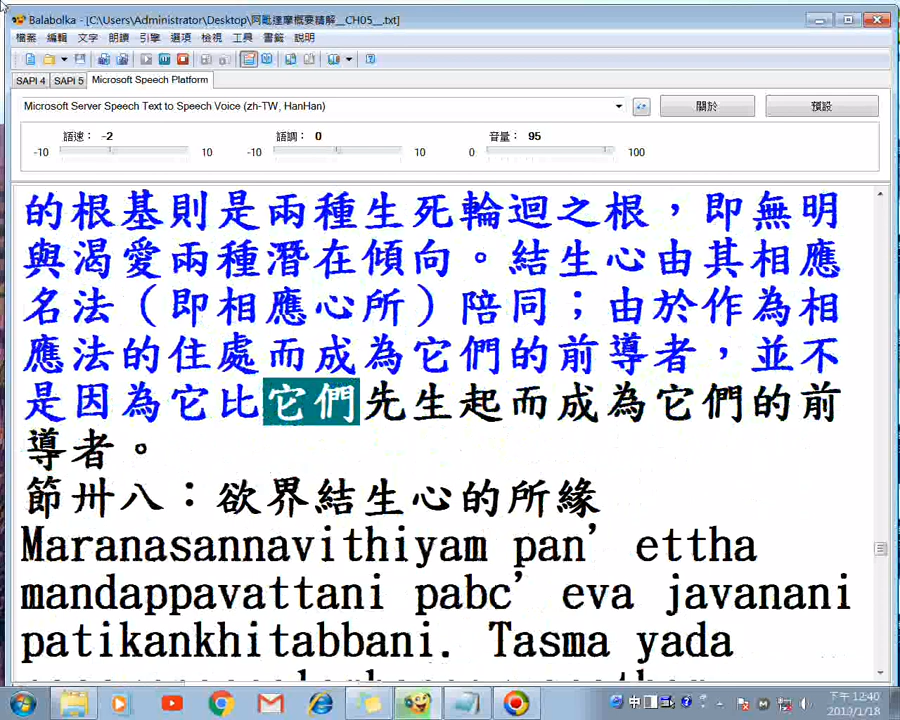 Balabolka - [C:\Users\Administrator\Desktop\阿毗達摩概要精解__CH05__.txt]
檔案 編輯 文字 朗讀 引擎 選項 檢視 工具 書籤 說明
SAPI 4 SAPI 5 Microsoft Speech Platform
Microsoft Server Speech Text to Speech Voice (zh-TW, HanHan) 關於 預設
語速： -2 語調： 0 音量： 95
-10 10 -10 10 0 100
的根基則是兩種生死輪迴之根，即無明
與渴愛兩種潛在傾向。結生心由其相應
名法（即相應心所）陪同；由於作為相
應法的住處而成為它們的前導者，並不
是因為它比它們先生起而成為它們的前
導者。
節卅八：欲界結生心的所緣
Maranasannavithiyam pan’ ettha
mandappavattani pabc’ eva javanani
patikankhitabbani. Tasma yada
中
下午 12:40
2019/1/18